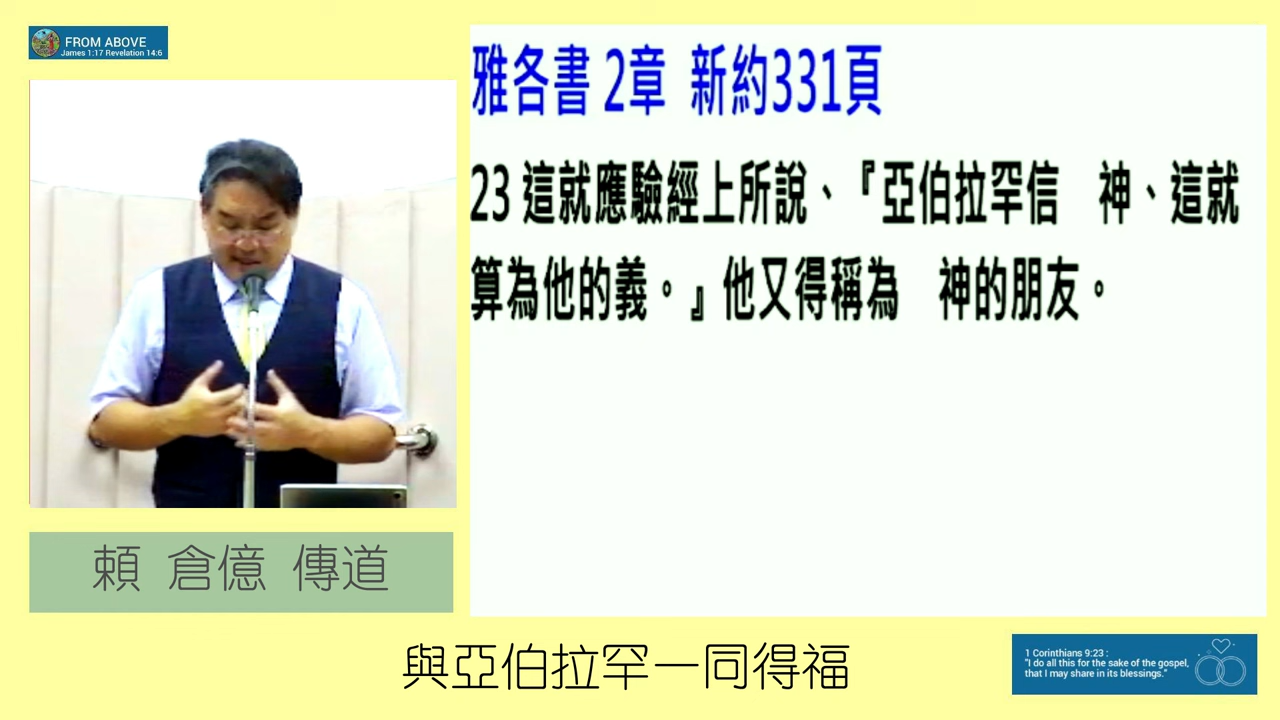 FROM ABOVE
James 1:17 Revelation 14:6
雅各書 2章 新約331頁
23 這就應驗經上所說、『亞伯拉罕信　神、這就
算為他的義。』他又得稱為　神的朋友。
賴 倉億 傳道
與亞伯拉罕一同得福
1 Corinthians 9:23 :
"I do all this for the sake of the gospel,
that I may share in its blessings."